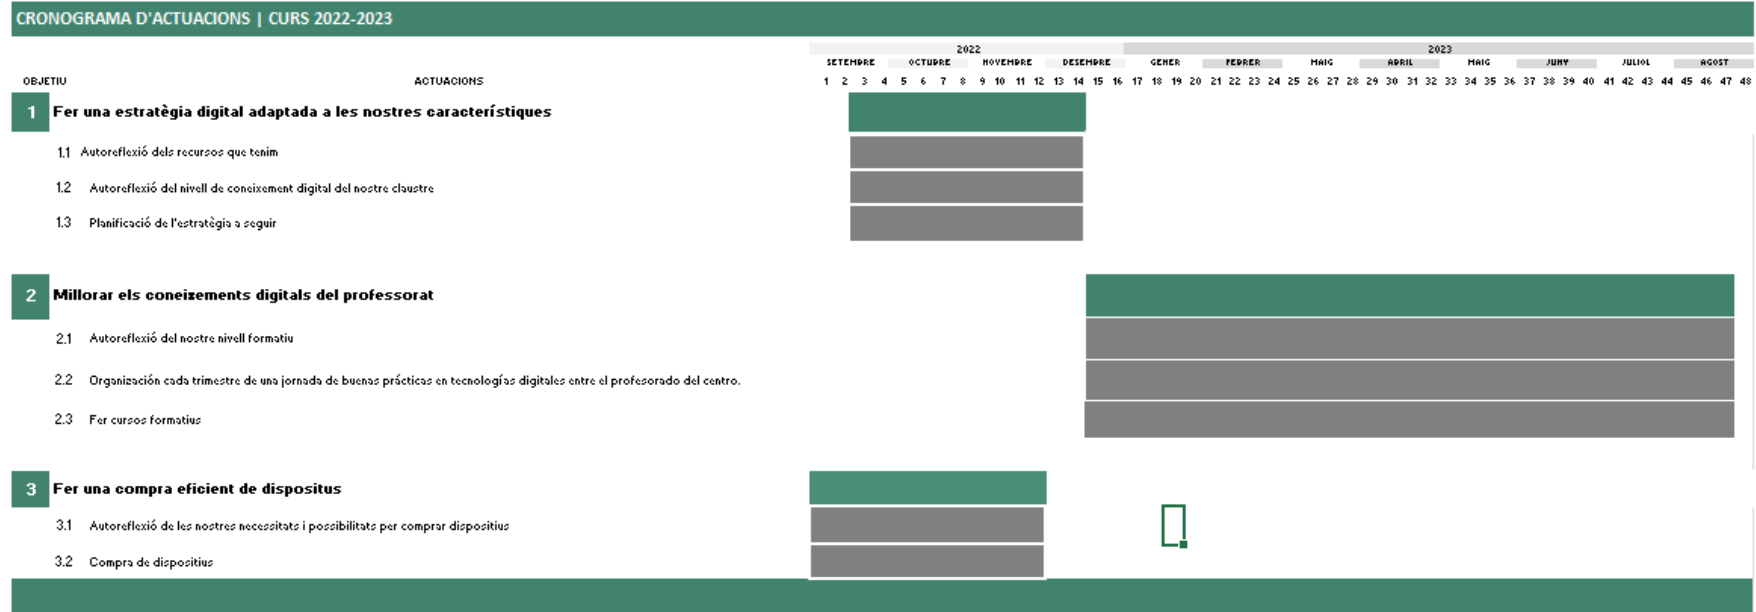 CRONOGRAMA D'ACTUACIONS | CURS 2022-2023
2022 2023
SETEMBRE OCTUBRE NOVEMBRE DESEMBRE GENER FEBRER MAIG ABRIL MAIG JUNY JULIOL AGOST
OBJETIU ACTUACIONS 1 2 3 4 5 6 7 8 9 10 11 12 13 14 15 16 17 18 19 20 21 22 23 24 25 26 27 28 29 30 31 32 33 34 35 36 37 38 39 40 41 42 43 44 45 46 47 48
1 Fer una estratègia digital adaptada a les nostres característiques
1.1 Autoreflexió dels recursos que tenim
1.2 Autoreflexió del nivell de coneixement digital del nostre claustre
1.3 Planificació de l'estratègia a seguir
2 Millorar els coneixements digitals del professorat
2.1 Autoreflexió del nostre nivell formatiu
2.2 Organización cada trimestre de una jornada de buenas prácticas en tecnologías digitales entre el profesorado del centro.
2.3 Fer cursos formatius
3 Fer una compra eficient de dispositus
3.1 Autoreflexió de les nostres necessitats i possibilitats per comprar dispositius
3.2 Compra de dispositius